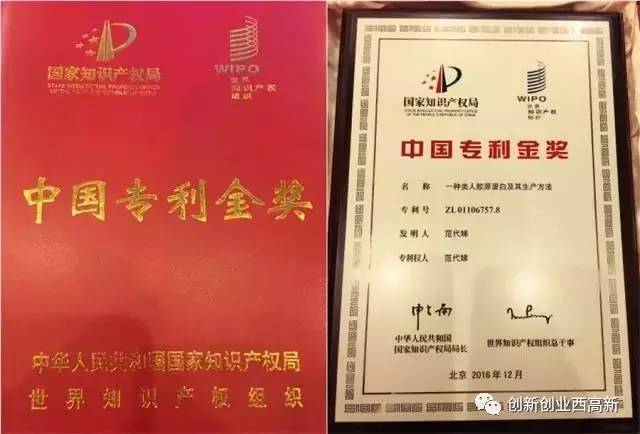 国家知识产权局
STATE INTELLECTUAL PROPERTY OFFICE
OF THE PEOPLE'S REPUBLIC OF CHINA
WIPO
世界
知识产权
组织
中国专利金奖
中华人民共和国国家知识产权局
世界知识产权组织
国家知识产权局
STATE INTELLECTUAL PROPERTY OFFICE
OF THE PEOPLE'S REPUBLIC OF CHINA
WIPO
世界
知识产权
组织
中国专利金奖
名称 一种类人胶原蛋白及其生产方法
专利号 ZL 01106757.8
发明人 范代娣
专利权人 范代娣
中华人民共和国
国家知识产权局局长
世界知识产权组织总干事
北京 2016年12月
创新创业西高新